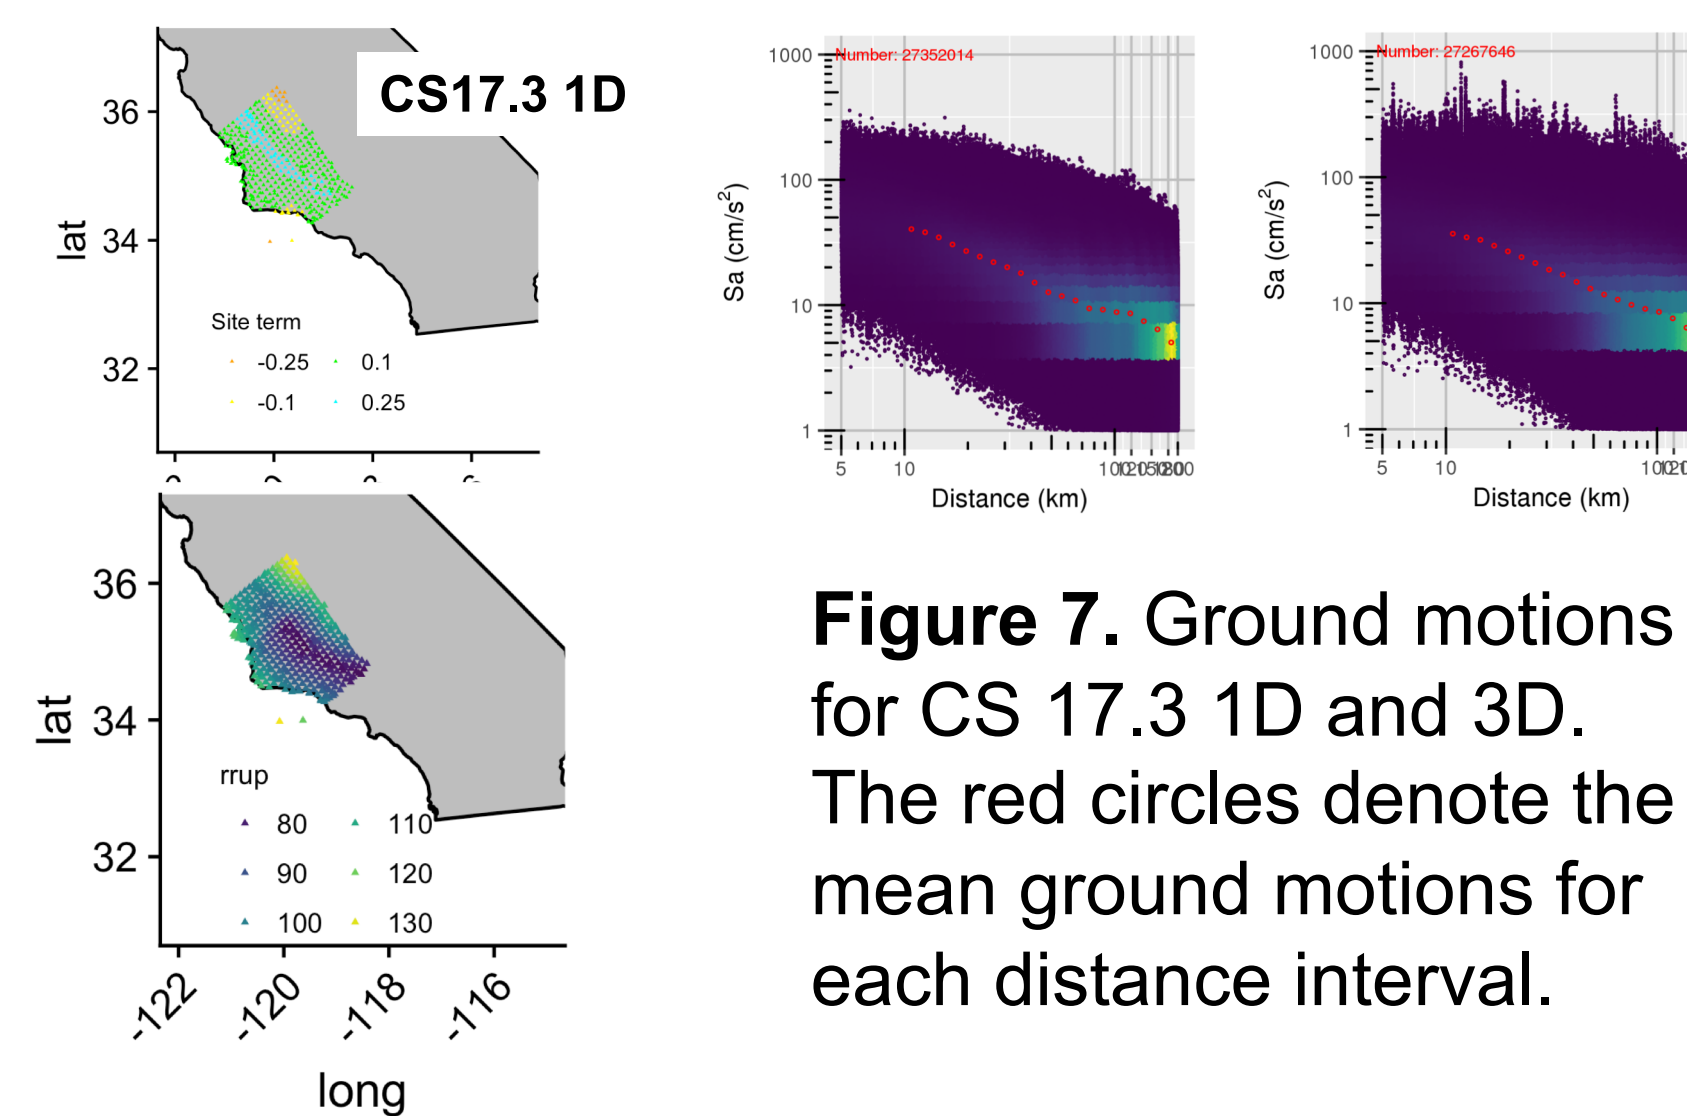 CS17.3 1D
36
34
32
lat
Site term
-0.25 0.1
-0.1 0.25
36
34
32
lat
rrup
80 110
90 120
100 130
-122 -120 -118 -116
long
Number: 27352014
1000
100
10
1
Sa (cm/s²)
5 10
Distance (km)
Number: 27267646
1000
100
10
1
Sa (cm/s²)
5 10
Distance (km)
Figure 7. Ground motions
for CS 17.3 1D and 3D.
The red circles denote the
mean ground motions for
each distance interval.